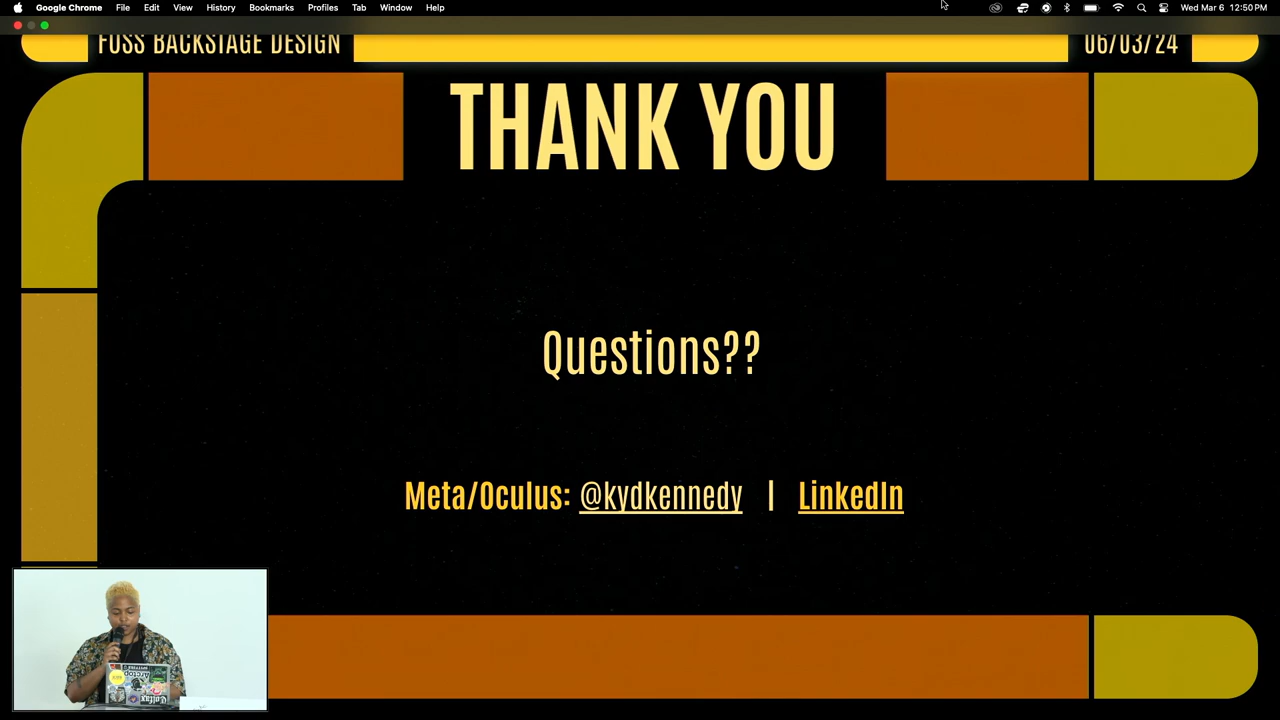 Google Chrome File Edit View History Bookmarks Profiles Tab Window Help Wed Mar 6 12:50 PM
FOSS BACKSTAGE DESIGN 06/03/24
THANK YOU
Questions??
Meta/Oculus: @kydkennedy | LinkedIn